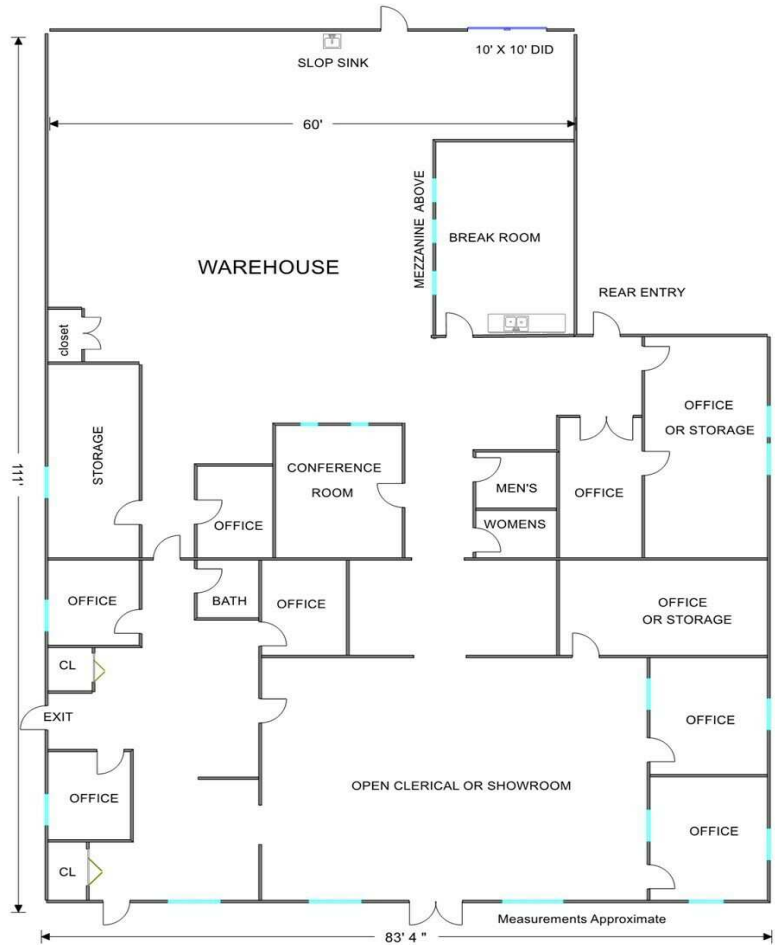 SLOP SINK
10' X 10' DID
60'
MEZZANINE ABOVE
BREAK ROOM
WAREHOUSE
REAR ENTRY
closet
OFFICE
OR STORAGE
STORAGE
CONFERENCE
ROOM
MEN'S
OFFICE
111'
OFFICE
WOMENS
OFFICE
BATH
OFFICE
OFFICE
OR STORAGE
CL
EXIT
OFFICE
OPEN CLERICAL OR SHOWROOM
OFFICE
OFFICE
CL
Measurements Approximate
83' 4 "